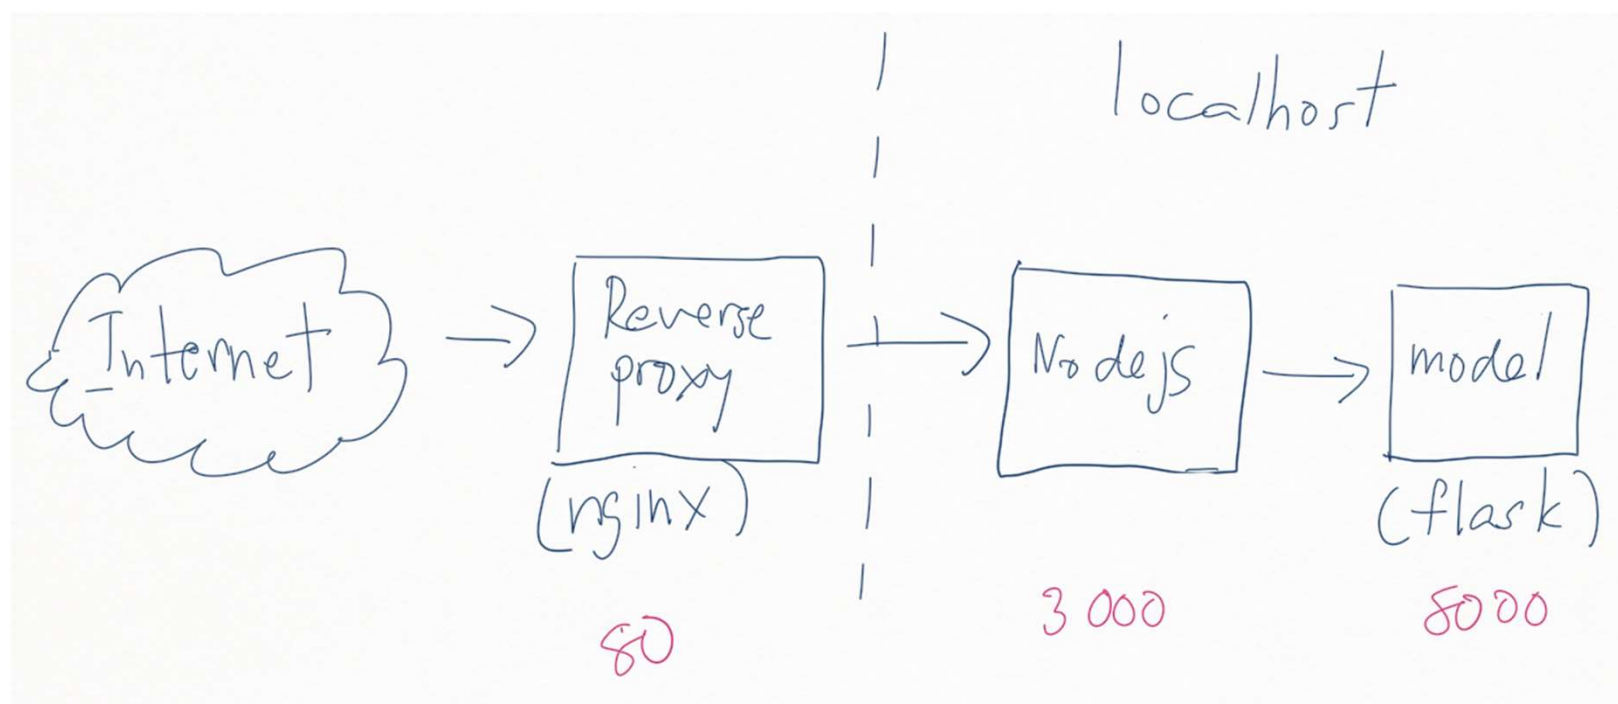 localhost
Internet
Reverse
proxy
(nginx)
80
Nodejs
3000
model
(flask)
8000